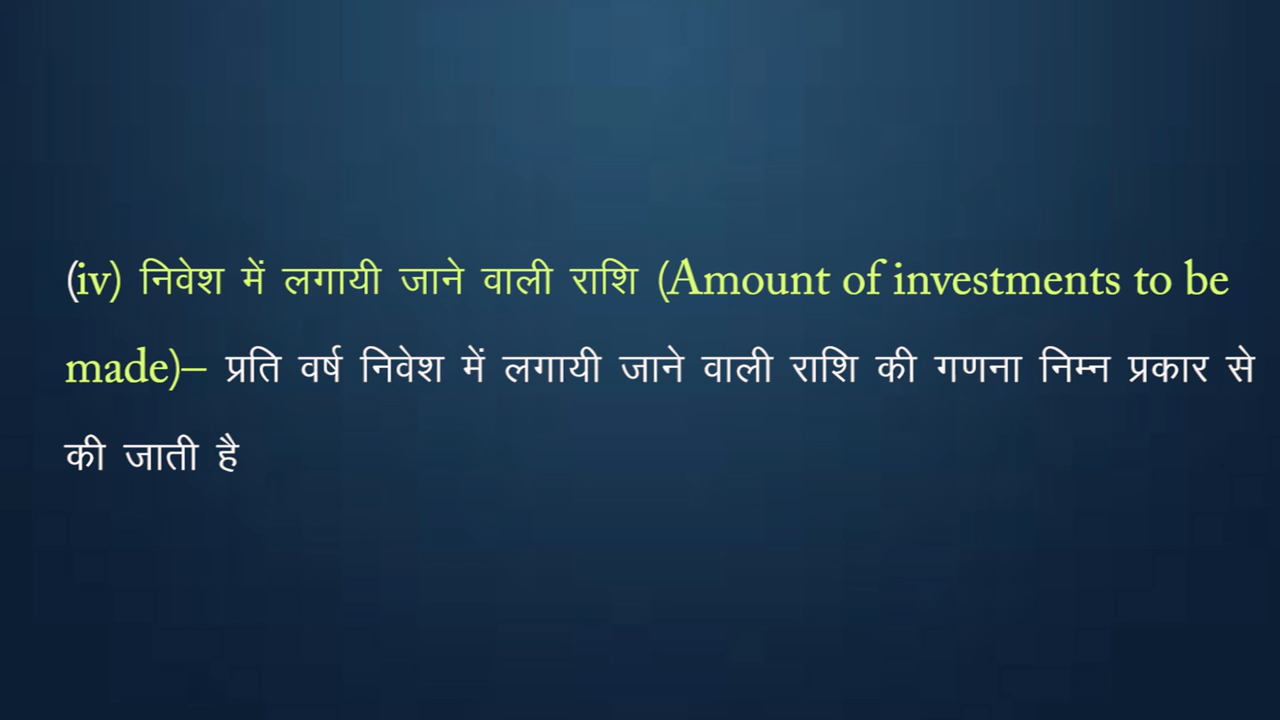 (iv) निवेश में लगायी जाने वाली राशि (Amount of investments to be
made)– प्रति वर्ष निवेश में लगायी जाने वाली राशि की गणना निम्न प्रकार से
की जाती है